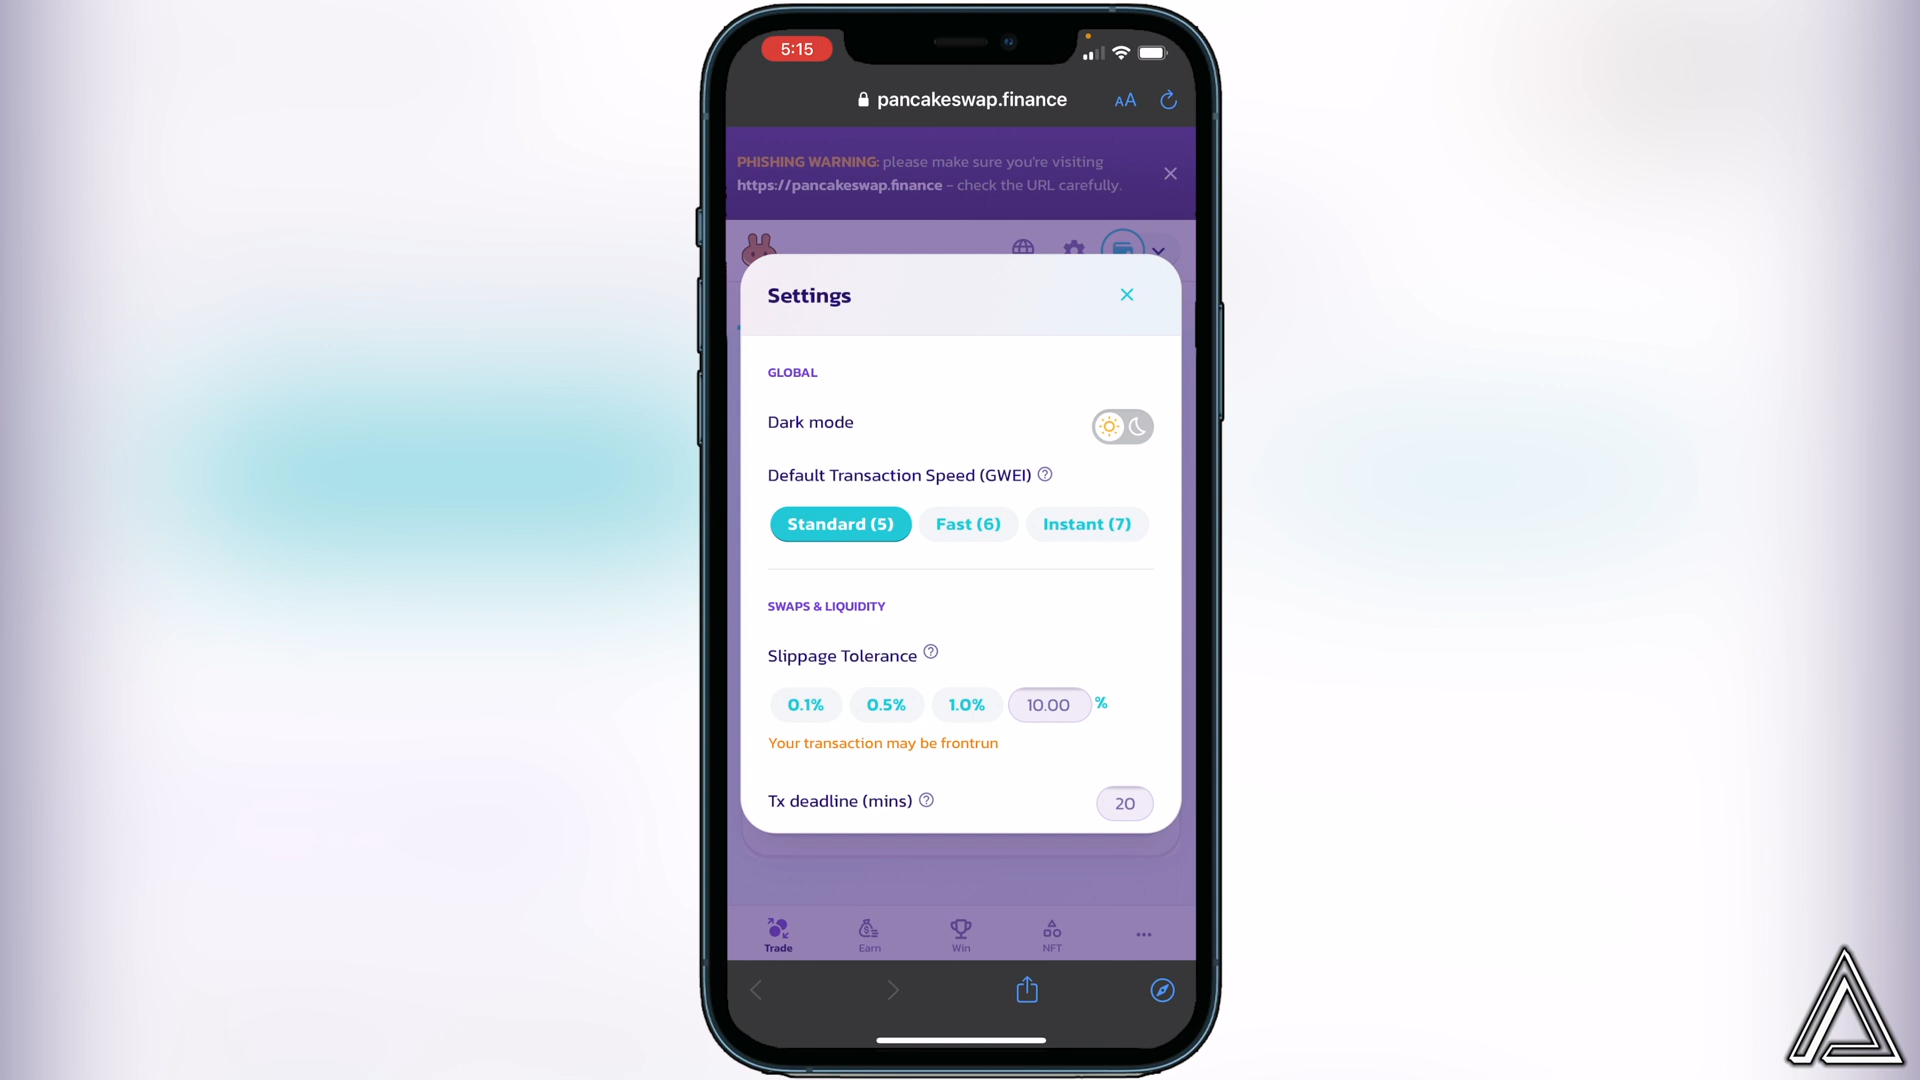 5:15
pancakeswap.finance
AA
PHISHING WARNING: please make sure you're visiting
https://pancakeswap.finance - check the URL carefully.
Settings
GLOBAL
Dark mode
Default Transaction Speed (GWEI)
Standard (5) Fast (6) Instant (7)
SWAPS & LIQUIDITY
Slippage Tolerance
0.1% 0.5% 1.0% 10.00 %
Your transaction may be frontrun
Tx deadline (mins) 20
Trade Earn Win NFT